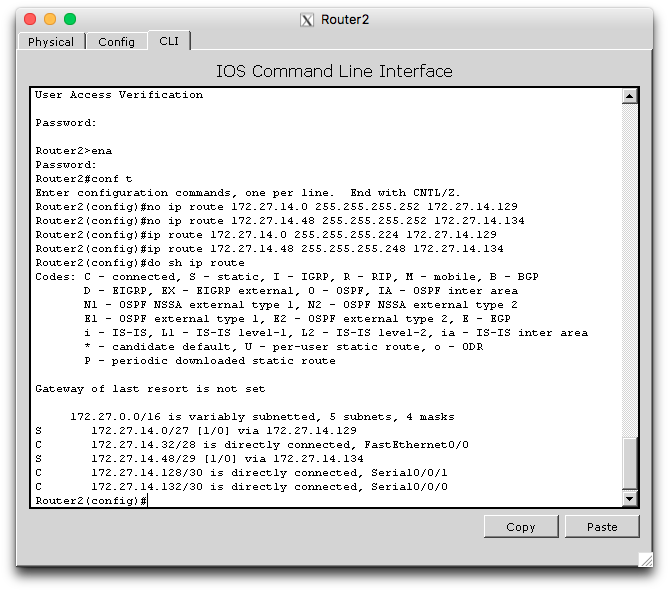 Router2
Physical Config CLI
IOS Command Line Interface
User Access Verification
Password:
Router2>ena
Password:
Router2#conf t
Enter configuration commands, one per line.  End with CNTL/Z.
Router2(config)#no ip route 172.27.14.0 255.255.255.252 172.27.14.129
Router2(config)#no ip route 172.27.14.48 255.255.255.252 172.27.14.134
Router2(config)#ip route 172.27.14.0 255.255.255.224 172.27.14.129
Router2(config)#ip route 172.27.14.48 255.255.255.248 172.27.14.134
Router2(config)#do sh ip route
Codes: C - connected, S - static, I - IGRP, R - RIP, M - mobile, B - BGP
       D - EIGRP, EX - EIGRP external, O - OSPF, IA - OSPF inter area
       N1 - OSPF NSSA external type 1, N2 - OSPF NSSA external type 2
       E1 - OSPF external type 1, E2 - OSPF external type 2, E - EGP
       i - IS-IS, L1 - IS-IS level-1, L2 - IS-IS level-2, ia - IS-IS inter area
       * - candidate default, U - per-user static route, o - ODR
       P - periodic downloaded static route
Gateway of last resort is not set
     172.27.0.0/16 is variably subnetted, 5 subnets, 4 masks
S       172.27.14.0/27 [1/0] via 172.27.14.129
C       172.27.14.32/28 is directly connected, FastEthernet0/0
S       172.27.14.48/29 [1/0] via 172.27.14.134
C       172.27.14.128/30 is directly connected, Serial0/0/1
C       172.27.14.132/30 is directly connected, Serial0/0/0
Router2(config)#
Copy Paste